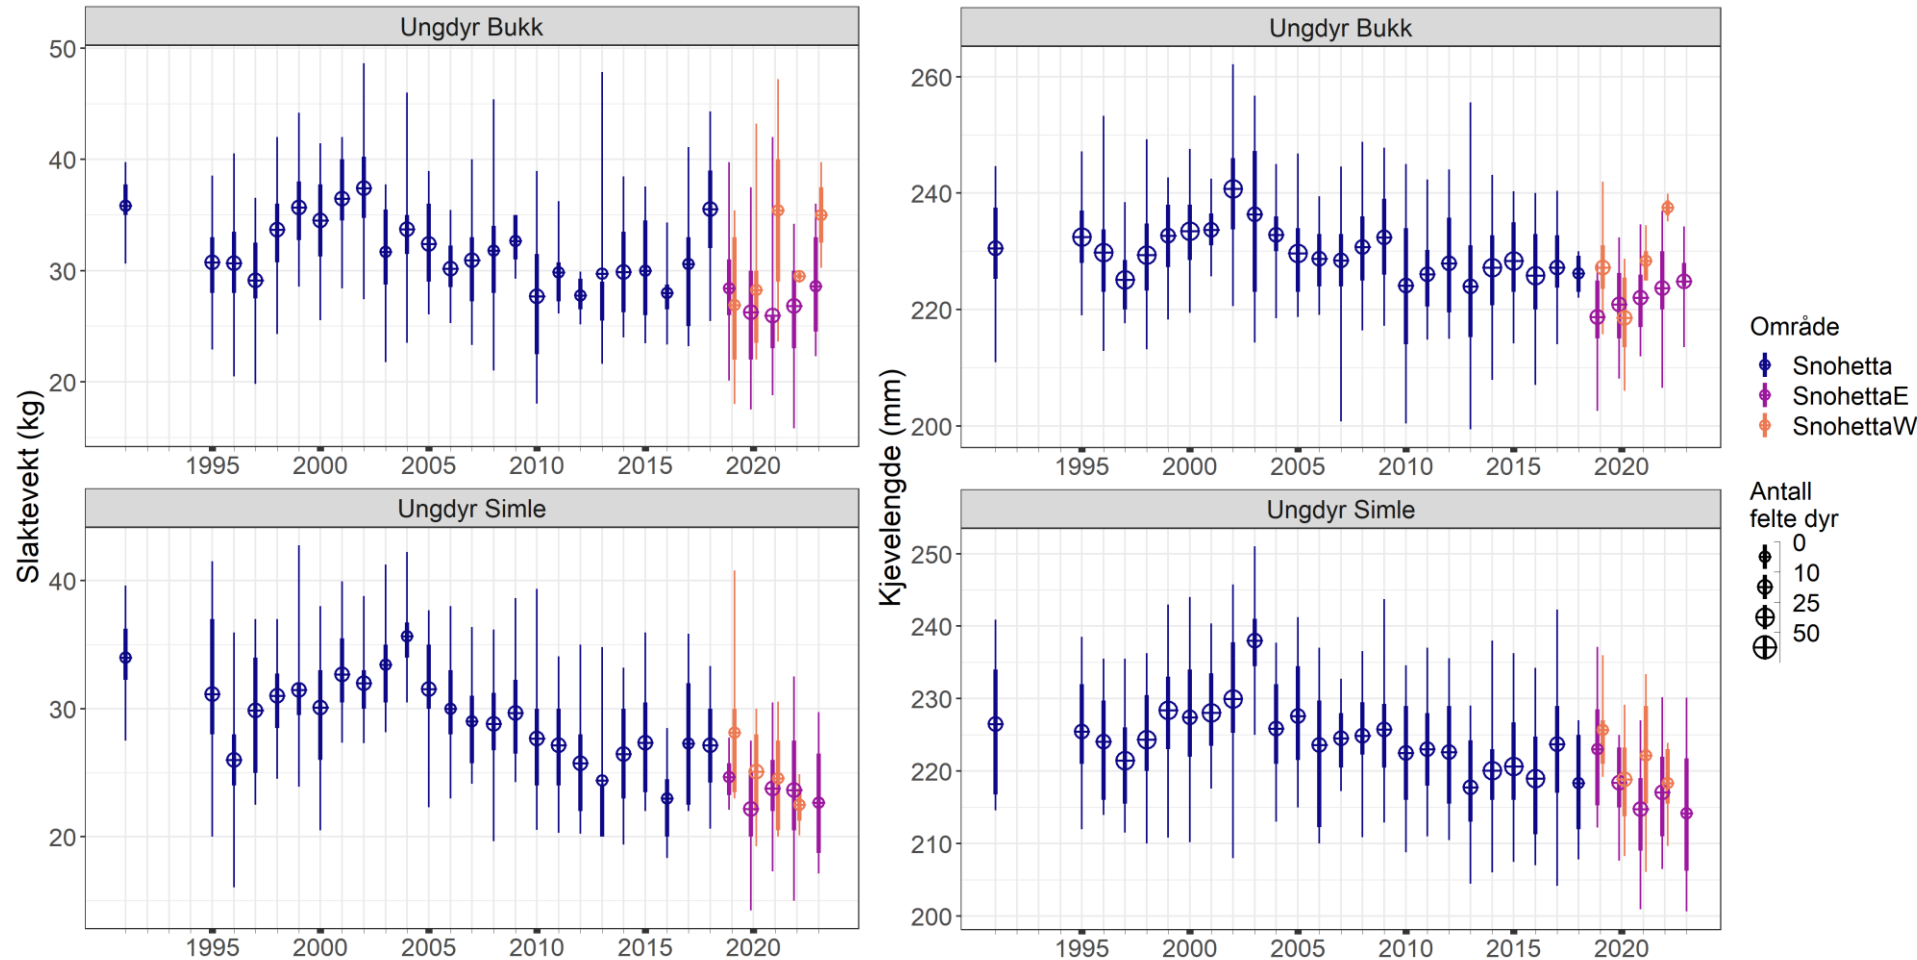 Ungdyr Bukk
Slaktevekt (kg)
50
40
30
20
1995 2000 2005 2010 2015 2020
Ungdyr Simle
40
30
20
1995 2000 2005 2010 2015 2020
Ungdyr Bukk
Kjevelengde (mm)
260
240
220
200
1995 2000 2005 2010 2015 2020
Ungdyr Simle
250
240
230
220
210
200
1995 2000 2005 2010 2015 2020
Område
Snohetta
SnohettaE
SnohettaW
Antall
felte dyr
0
10
25
50